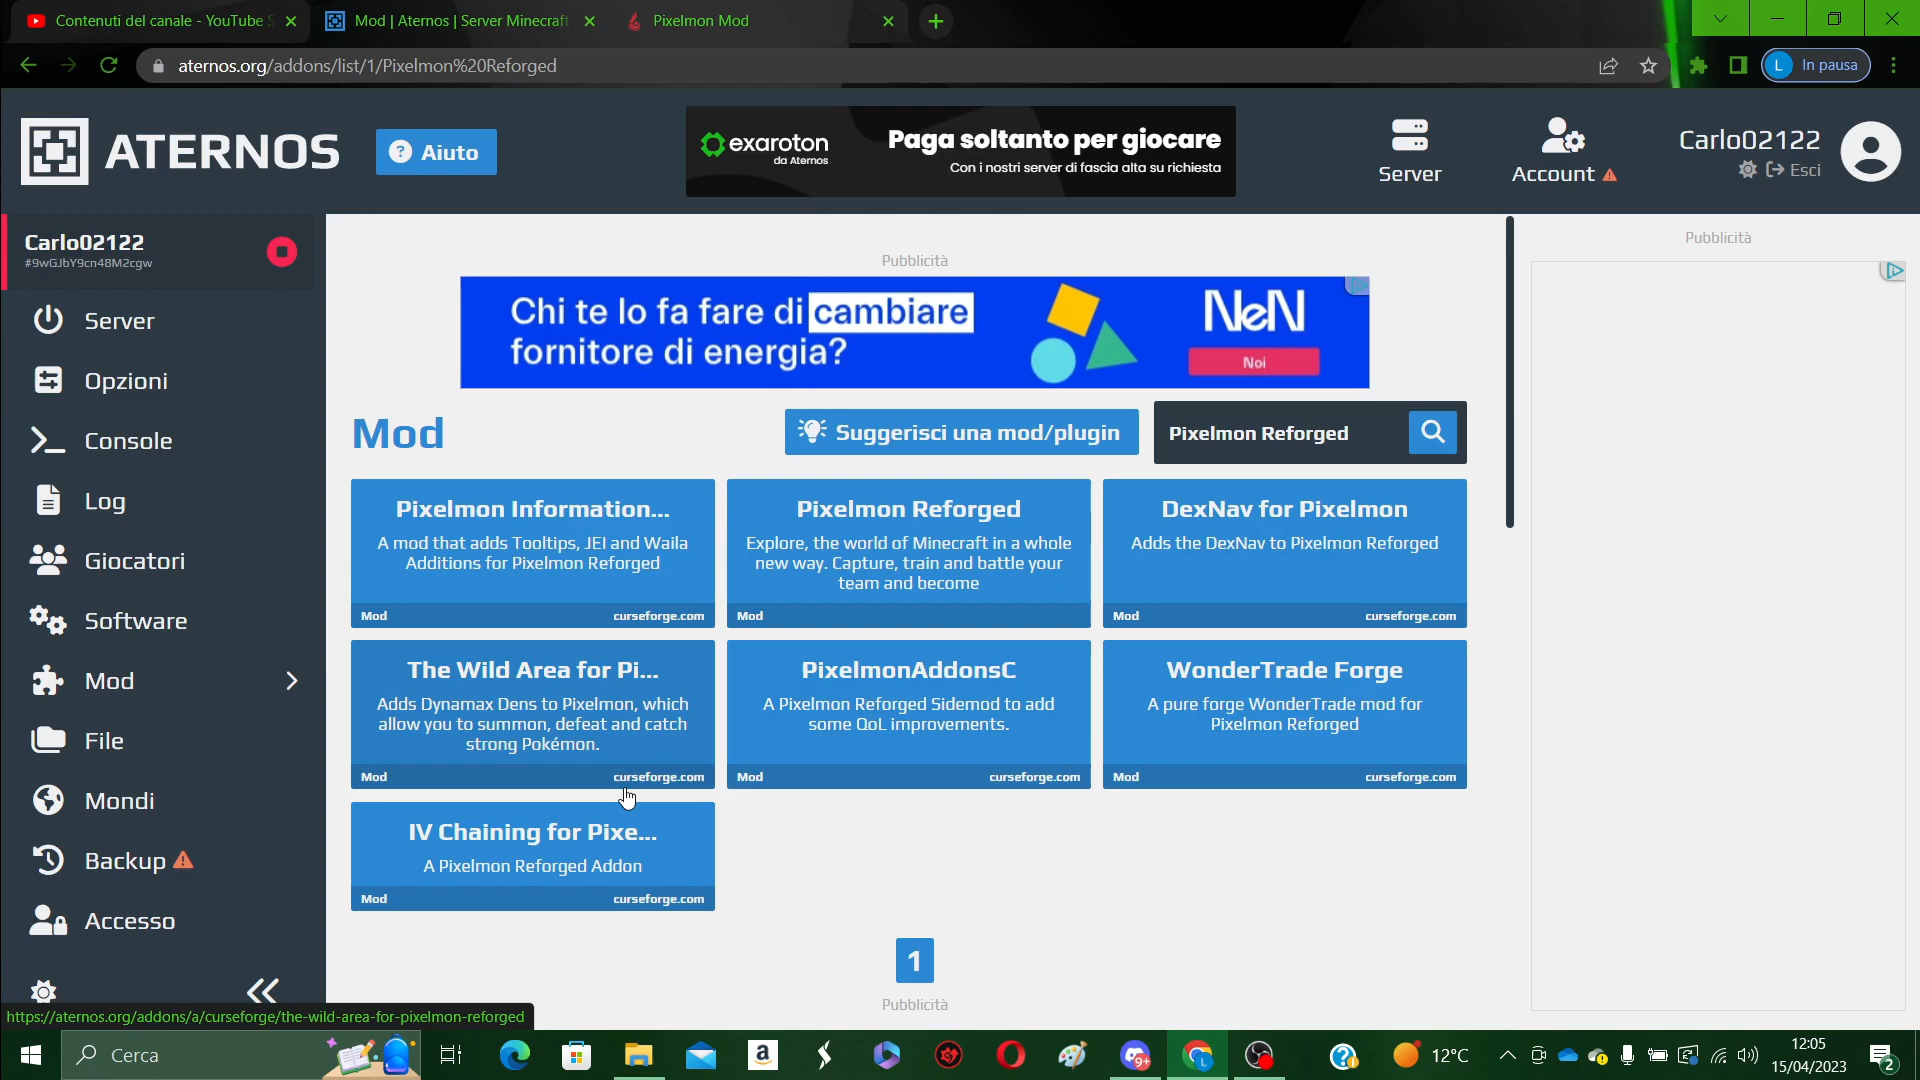 Contenuti del canale - YouTube S
Mod | Aternos | Server Minecraft
Pixelmon Mod
aternos.org/addons/list/1/Pixelmon%20Reforged
L
In pausa
ATERNOS
? Aiuto
exaroton
da Aternos
Paga soltanto per giocare
Con i nostri server di fascia alta su richiesta
Server
Account
Carlo02122
Esci
Carlo02122
#9wGJbY9cn48M2cgw
Server
Opzioni
Console
Log
Giocatori
Software
Mod
File
Mondi
Backup
Accesso
Pubblicità
Chi te lo fa fare di cambiare
fornitore di energia?
NeN
Noi
Mod
Suggerisci una mod/plugin
Pixelmon Reforged
Pixelmon Information...
A mod that adds Tooltips, JEI and Waila
Additions for Pixelmon Reforged
Mod
curseforge.com
Pixelmon Reforged
Explore, the world of Minecraft in a whole
new way. Capture, train and battle your
team and become
Mod
DexNav for Pixelmon
Adds the DexNav to Pixelmon Reforged
Mod
curseforge.com
The Wild Area for Pi...
Adds Dynamax Dens to Pixelmon, which
allow you to summon, defeat and catch
strong Pokémon.
Mod
curseforge.com
PixelmonAddonsC
A Pixelmon Reforged Sidemod to add
some QoL improvements.
Mod
curseforge.com
WonderTrade Forge
A pure forge WonderTrade mod for
Pixelmon Reforged
Mod
curseforge.com
IV Chaining for Pixe...
A Pixelmon Reforged Addon
Mod
curseforge.com
1
Pubblicità
Pubblicità
https://aternos.org/addons/a/curseforge/the-wild-area-for-pixelmon-reforged
Cerca
a
9+
L
12°C
12:05
15/04/2023
2